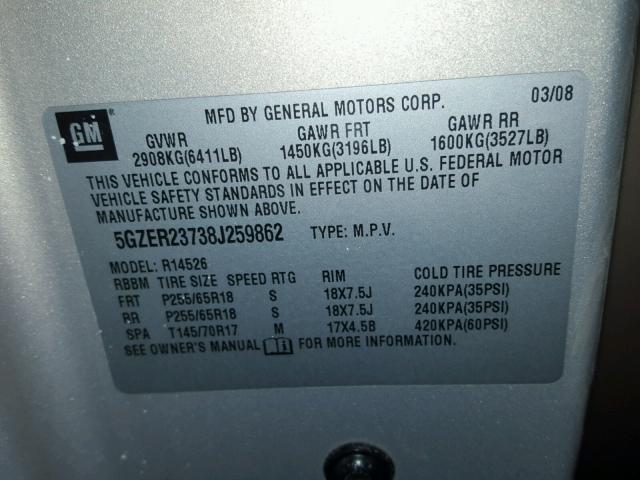 MFD BY GENERAL MOTORS CORP. 03/08
GM
GVWR GAWR FRT GAWR RR
2908KG(6411LB) 1450KG(3196LB) 1600KG(3527LB)
THIS VEHICLE CONFORMS TO ALL APPLICABLE U.S. FEDERAL MOTOR
VEHICLE SAFETY STANDARDS IN EFFECT ON THE DATE OF
MANUFACTURE SHOWN ABOVE.
5GZER23738J259862 TYPE: M.P.V.
MODEL: R14526
RBBM TIRE SIZE SPEED RTG RIM COLD TIRE PRESSURE
FRT P255/65R18 S 18X7.5J 240KPA(35PSI)
RR P255/65R18 S 18X7.5J 240KPA(35PSI)
SPA T145/70R17 M 17X4.5B 420KPA(60PSI)
SEE OWNER'S MANUAL FOR MORE INFORMATION.